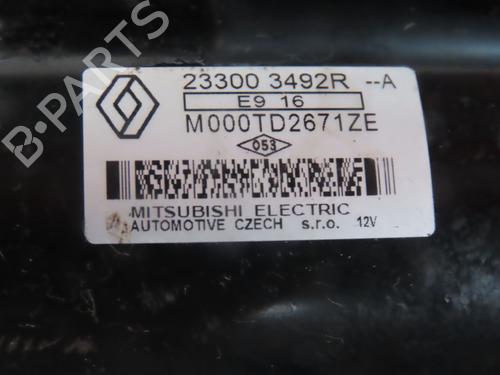 23300 3492R --A
E9 16
M000TD2671ZE
053
MITSUBISHI ELECTRIC
AUTOMOTIVE CZECH s.r.o. 12V
B-PARTS